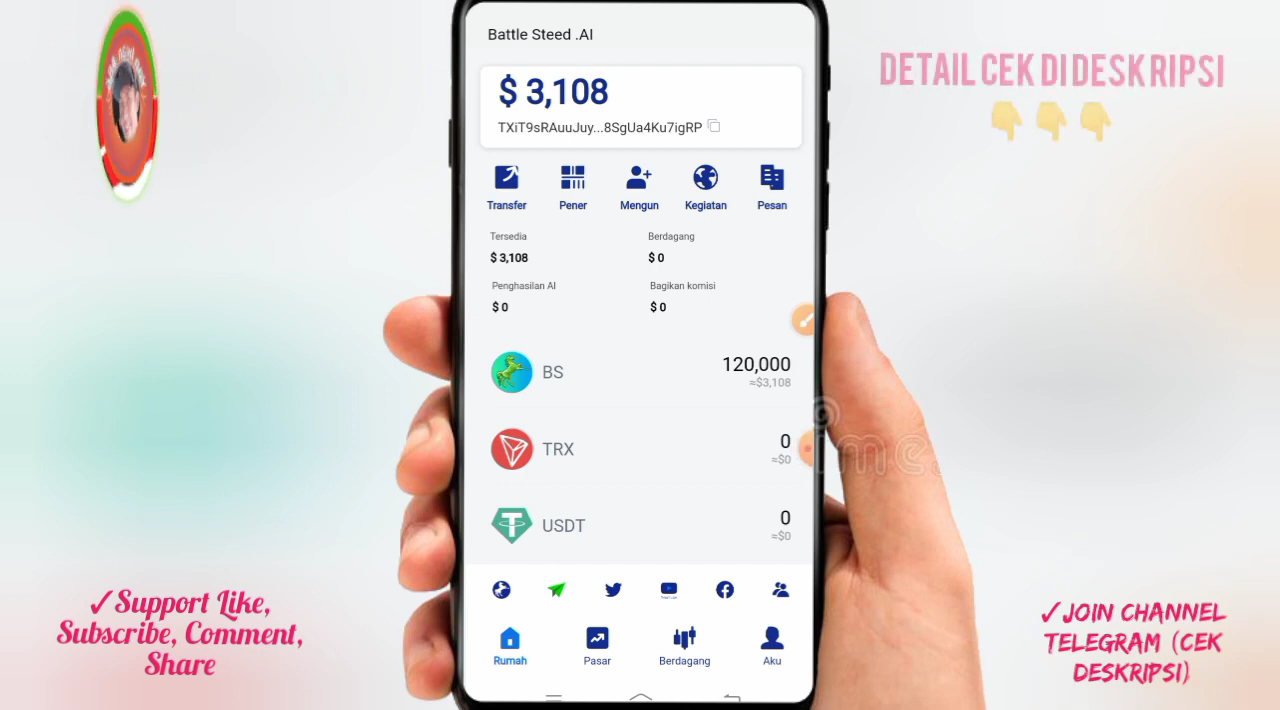 Battle Steed .AI
$ 3,108
TXiT9sRAuuJuy...8SgUa4Ku7igRP
Transfer
Pener
Mengun
Kegiatan
Pesan
Tersedia
Berdagang
$ 3,108
$ 0
Penghasilan AI
Bagikan komisi
$ 0
$ 0
BS
120,000
≈$3,108
TRX
0
≈$0
USDT
0
≈$0
Rumah
Pasar
Berdagang
Aku
DETAIL CEK DI DESKRIPSI
👇👇👇
✓Support Like,
Subscribe, Comment,
Share
✓JOIN CHANNEL
TELEGRAM (CEK
DESKRIPSI)